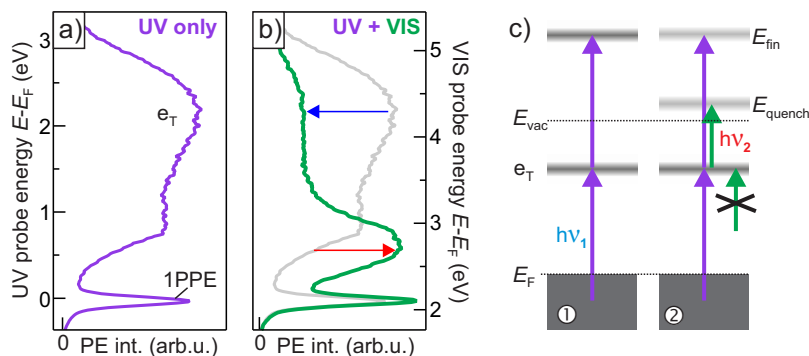 a)
UV only
UV probe energy E-E_F (eV)
3
2
1
0
e_T
1PPE
0
PE int. (arb.u.)
b)
UV + VIS
5
4
3
2
VIS probe energy E-E_F (eV)
0
PE int. (arb.u.)
c)
E_fin
E_vac
E_quench
hν₂
e_T
hν₁
E_F
①
②